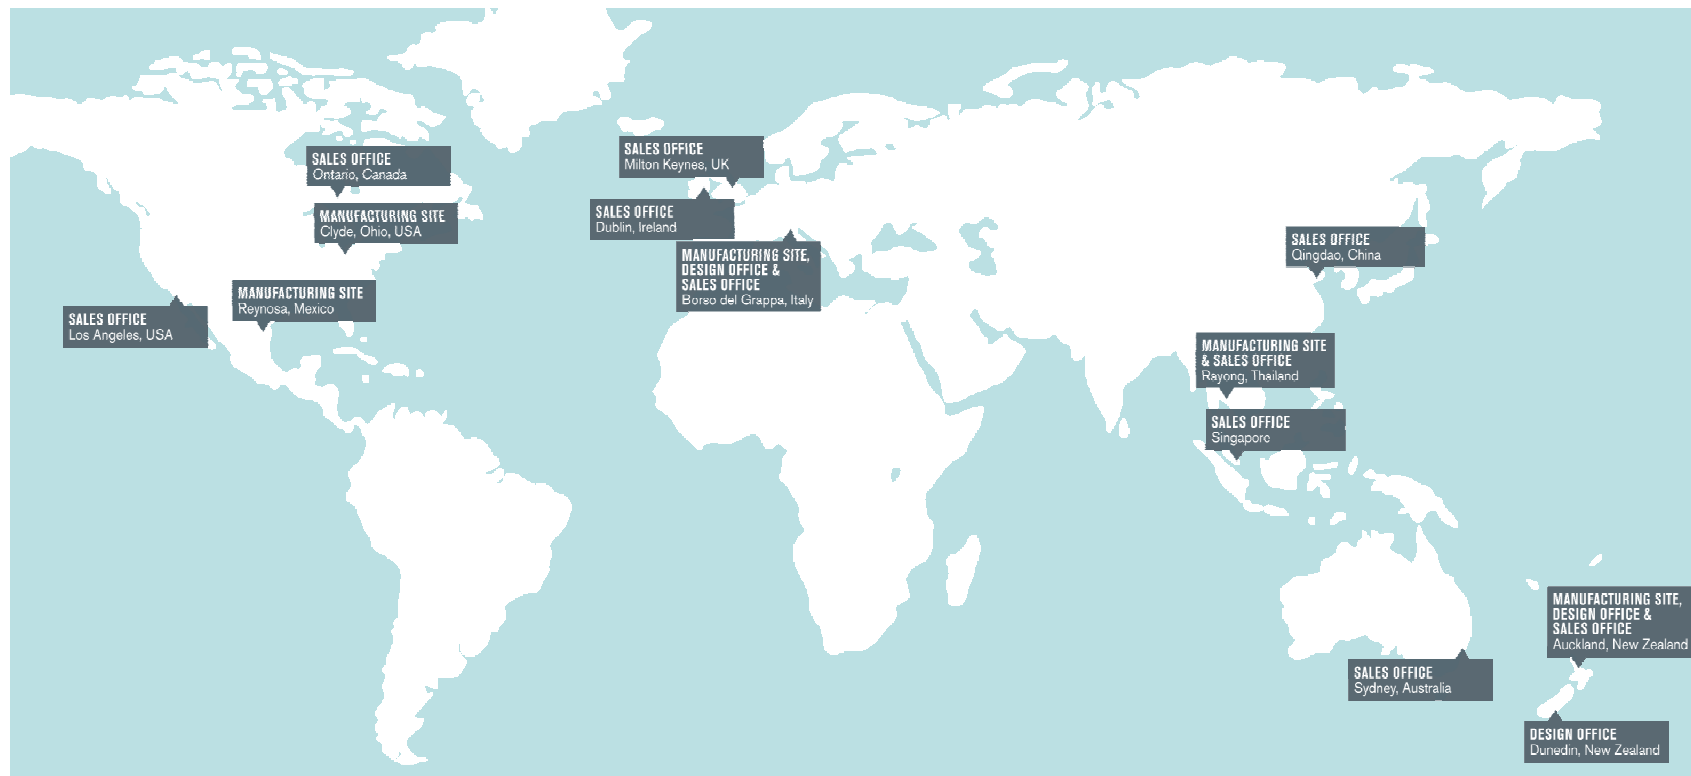 SALES OFFICE
Ontario, Canada
MANUFACTURING SITE
Clyde, Ohio, USA
MANUFACTURING SITE
Reynosa, Mexico
SALES OFFICE
Los Angeles, USA
SALES OFFICE
Milton Keynes, UK
SALES OFFICE
Dublin, Ireland
MANUFACTURING SITE,
DESIGN OFFICE &
SALES OFFICE
Borso del Grappa, Italy
SALES OFFICE
Qingdao, China
MANUFACTURING SITE
& SALES OFFICE
Rayong, Thailand
SALES OFFICE
Singapore
MANUFACTURING SITE,
DESIGN OFFICE &
SALES OFFICE
Auckland, New Zealand
SALES OFFICE
Sydney, Australia
DESIGN OFFICE
Dunedin, New Zealand